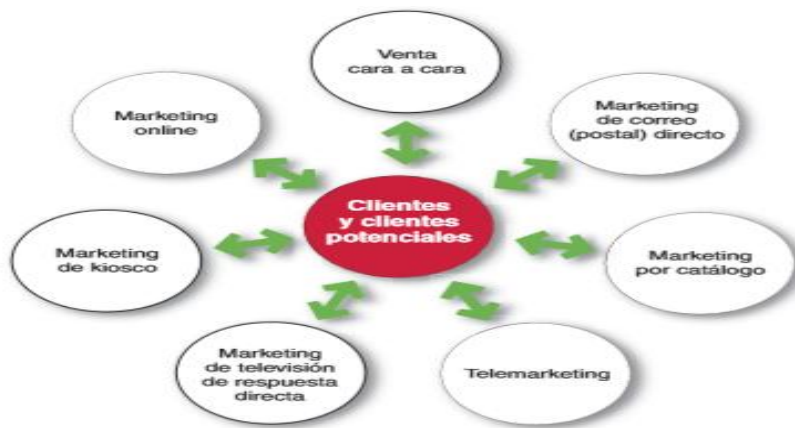 Venta
cara a cara
Marketing
de correo
(postal) directo
Marketing
por catálogo
Telemarketing
Marketing
de televisión
de respuesta
directa
Marketing
de kiosco
Marketing
online
Clientes
y clientes
potenciales